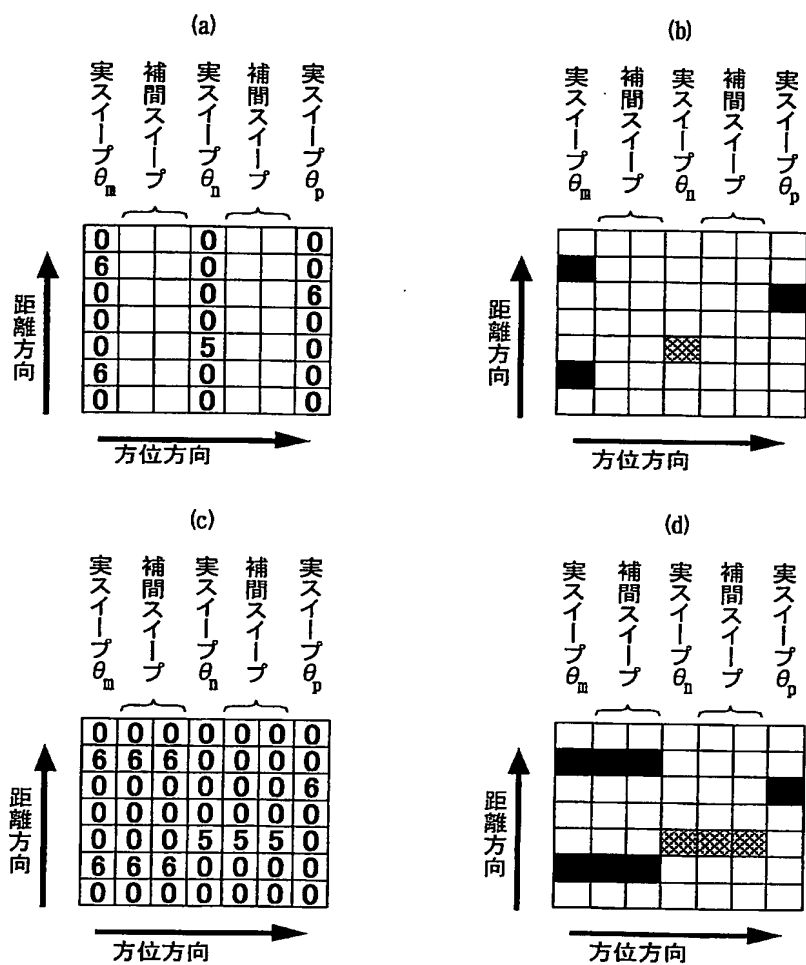 (a)
実スイープθm
補間スイープ
実スイープθn
補間スイープ
実スイープθp
0 0 0
6 0 0
0 0 6
0 0 0
0 5 0
6 0 0
0 0 0
距離方向
方位方向
(b)
実スイープθm
補間スイープ
実スイープθn
補間スイープ
実スイープθp
距離方向
方位方向
(c)
実スイープθm
補間スイープ
実スイープθn
補間スイープ
実スイープθp
0 0 0 0 0 0 0
6 6 6 0 0 0 0
0 0 0 0 0 0 6
0 0 0 0 0 0 0
0 0 0 5 5 5 0
6 6 6 0 0 0 0
0 0 0 0 0 0 0
距離方向
方位方向
(d)
実スイープθm
補間スイープ
実スイープθn
補間スイープ
実スイープθp
距離方向
方位方向